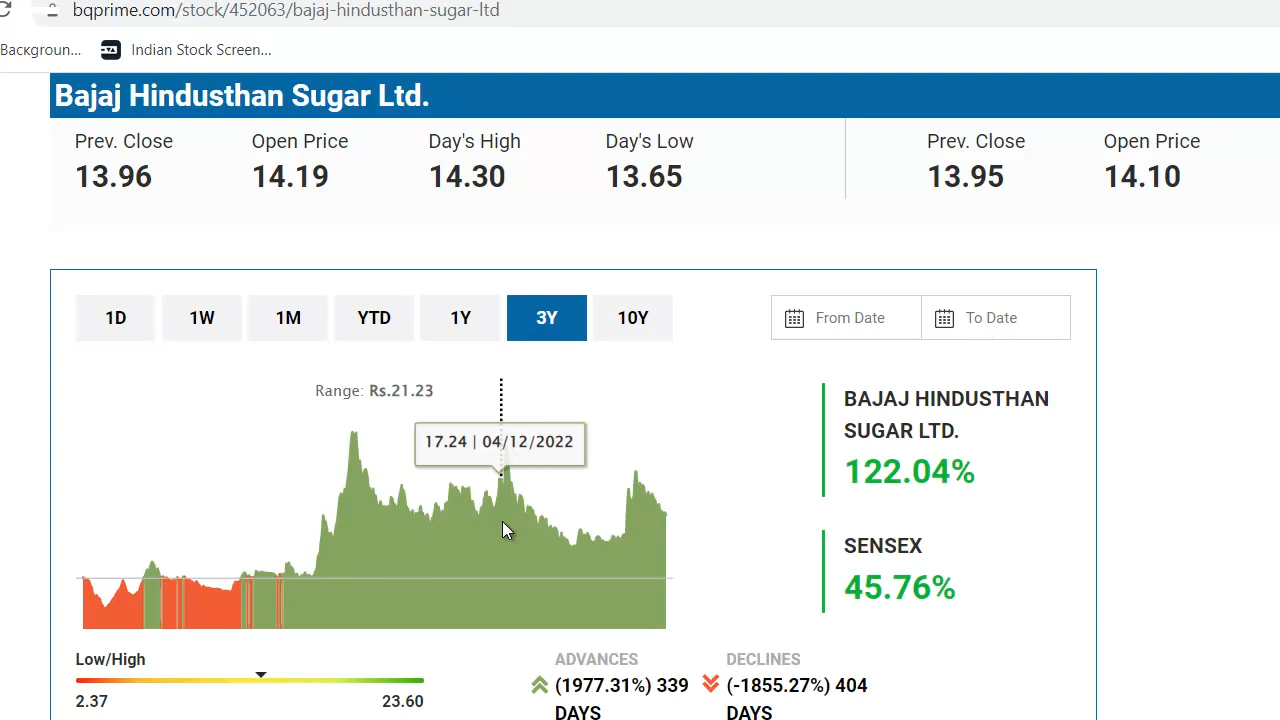 bqprime.com/stock/452063/bajaj-hindusthan-sugar-ltd
Backgroun... Indian Stock Screen...
Bajaj Hindusthan Sugar Ltd.
Prev. Close Open Price Day's High Day's Low Prev. Close Open Price
13.96 14.19 14.30 13.65 13.95 14.10
1D 1W 1M YTD 1Y 3Y 10Y From Date To Date
Range: Rs.21.23
17.24 | 04/12/2022
BAJAJ HINDUSTHAN
SUGAR LTD.
122.04%
SENSEX
45.76%
Low/High
2.37 23.60
ADVANCES
(1977.31%) 339
DAYS
DECLINES
(-1855.27%) 404
DAYS